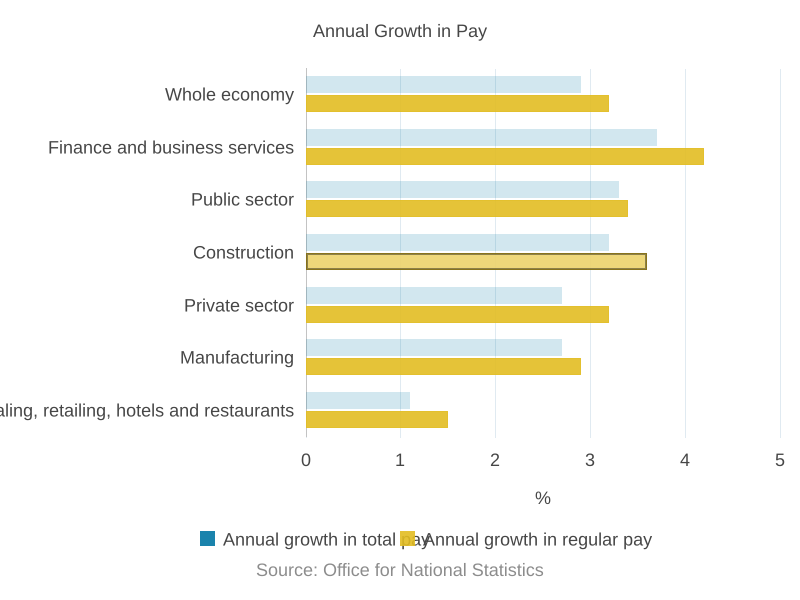 Annual Growth in Pay
Whole economy
Finance and business services
Public sector
Construction
Private sector
Manufacturing
retailing, hotels and restaurants
0 1 2 3 4 5
%
Annual growth in total pay Annual growth in regular pay
Source: Office for National Statistics